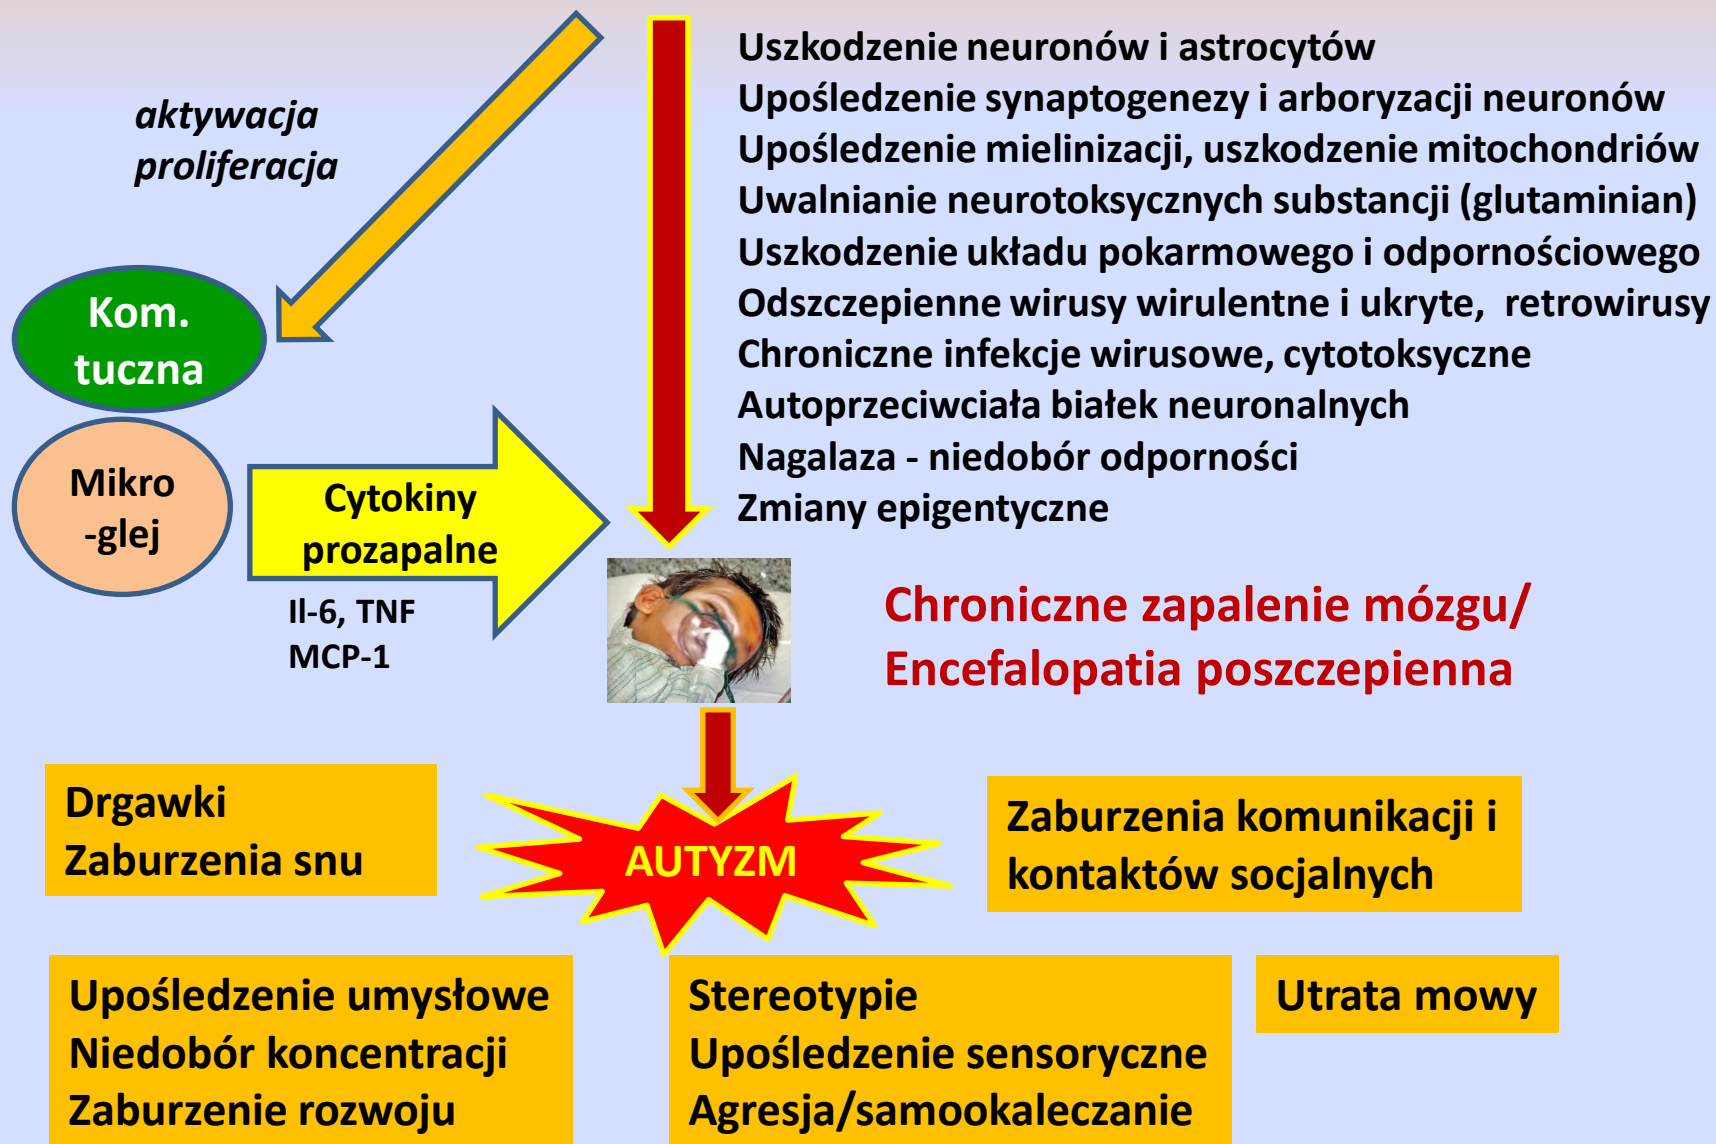 aktywacja
proliferacja
Uszkodzenie neuronów i astrocytów
Upośledzenie synaptogenezy i arboryzacji neuronów
Upośledzenie mielinizacji, uszkodzenie mitochondriów
Uwalnianie neurotoksycznych substancji (glutaminian)
Uszkodzenie układu pokarmowego i odpornościowego
Odszczepienne wirusy wirulentne i ukryte, retrowirusy
Chroniczne infekcje wirusowe, cytotoksyczne
Autoprzeciwciała białek neuronalnych
Nagalaza - niedobór odporności
Zmiany epigentyczne
Kom.
tuczna
Mikro
-glej
Cytokiny
prozapalne
Il-6, TNF
MCP-1
Chroniczne zapalenie mózgu/
Encefalopatia poszczepienna
Drgawki
Zaburzenia snu
AUTYZM
Zaburzenia komunikacji i
kontaktów socjalnych
Upośledzenie umysłowe
Niedobór koncentracji
Zaburzenie rozwoju
Stereotypie
Upośledzenie sensoryczne
Agresja/samookaleczanie
Utrata mowy